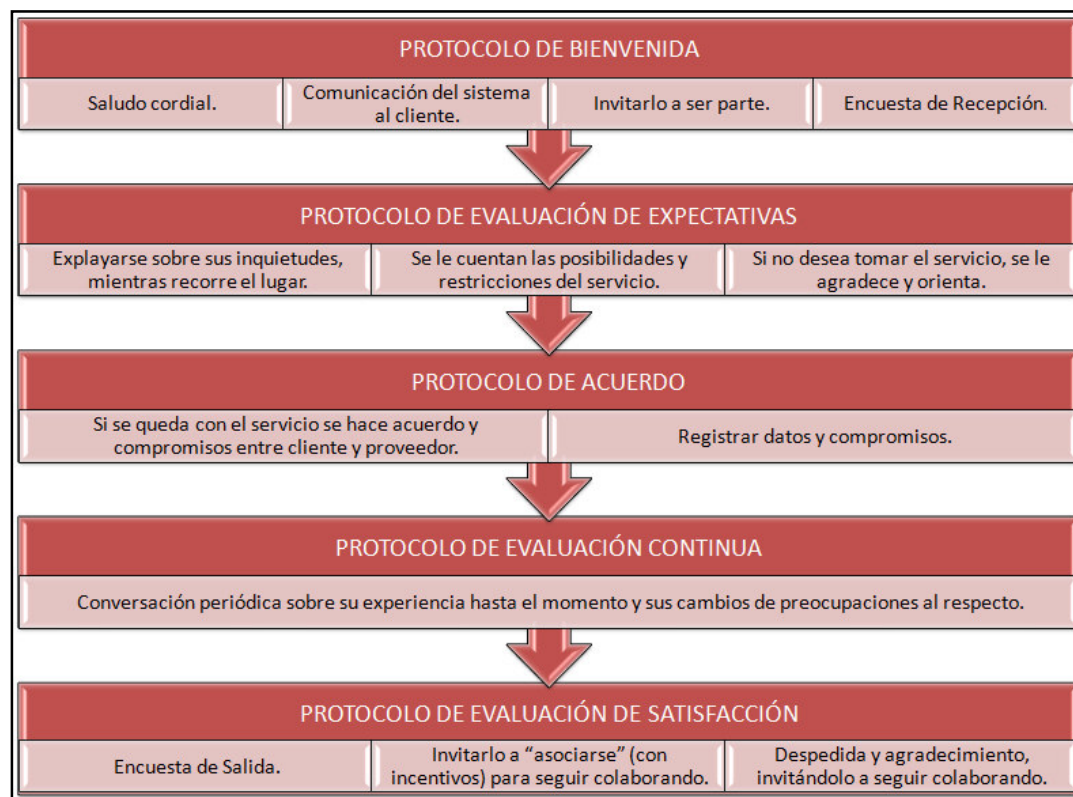 PROTOCOLO DE BIENVENIDA
Saludo cordial.
Comunicación del sistema
al cliente.
Invitarlo a ser parte.
Encuesta de Recepción.
PROTOCOLO DE EVALUACIÓN DE EXPECTATIVAS
Explayarse sobre sus inquietudes,
mientras recorre el lugar.
Se le cuentan las posibilidades y
restricciones del servicio.
Si no desea tomar el servicio, se le
agradece y orienta.
PROTOCOLO DE ACUERDO
Si se queda con el servicio se hace acuerdo y
compromisos entre cliente y proveedor.
Registrar datos y compromisos.
PROTOCOLO DE EVALUACIÓN CONTINUA
Conversación periódica sobre su experiencia hasta el momento y sus cambios de preocupaciones al respecto.
PROTOCOLO DE EVALUACIÓN DE SATISFACCIÓN
Encuesta de Salida.
Invitarlo a “asociarse” (con
incentivos) para seguir colaborando.
Despedida y agradecimiento,
invitándolo a seguir colaborando.